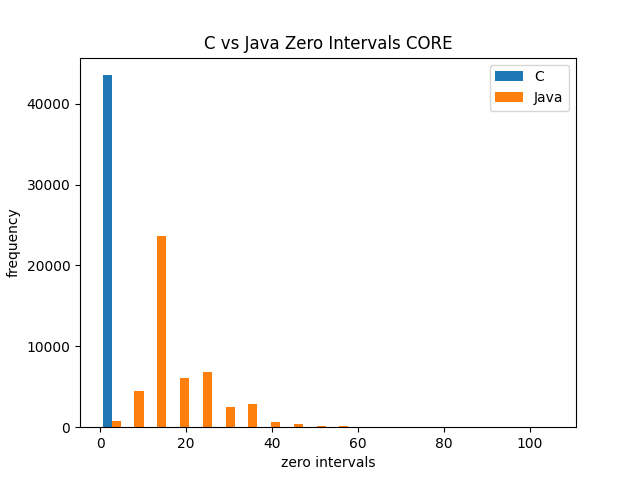 C vs Java Zero Intervals CORE
C
Java
40000
30000
20000
10000
0
frequency
0 20 40 60 80 100
zero intervals